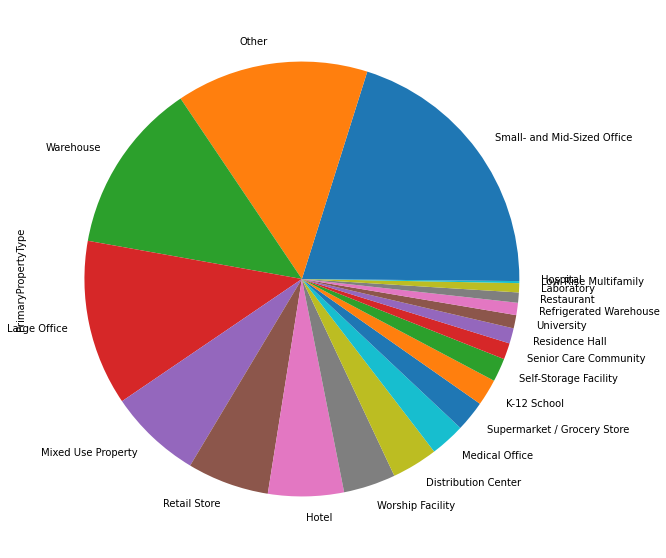 Other
Small- and Mid-Sized Office
Warehouse
PrimaryPropertyType
Large Office
Mixed Use Property
Retail Store
Hotel
Worship Facility
Distribution Center
Medical Office
Supermarket / Grocery Store
K-12 School
Self-Storage Facility
Senior Care Community
Residence Hall
University
Refrigerated Warehouse
Restaurant
Laboratory
Low-Rise Multifamily
Hospital